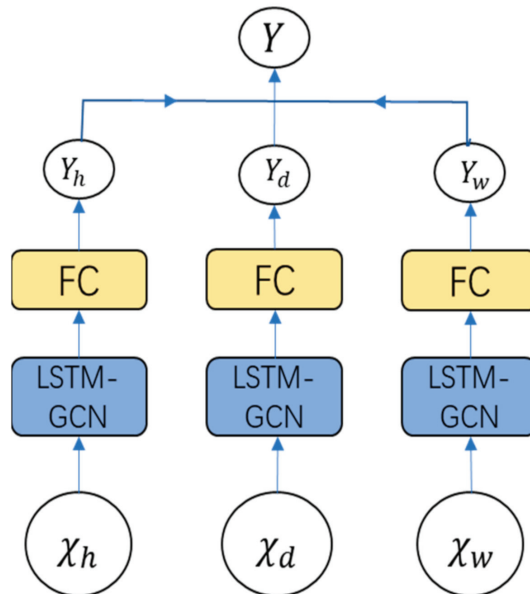 Y
Y_h Y_d Y_w
FC FC FC
LSTM- LSTM- LSTM-
GCN GCN GCN
χ_h χ_d χ_w